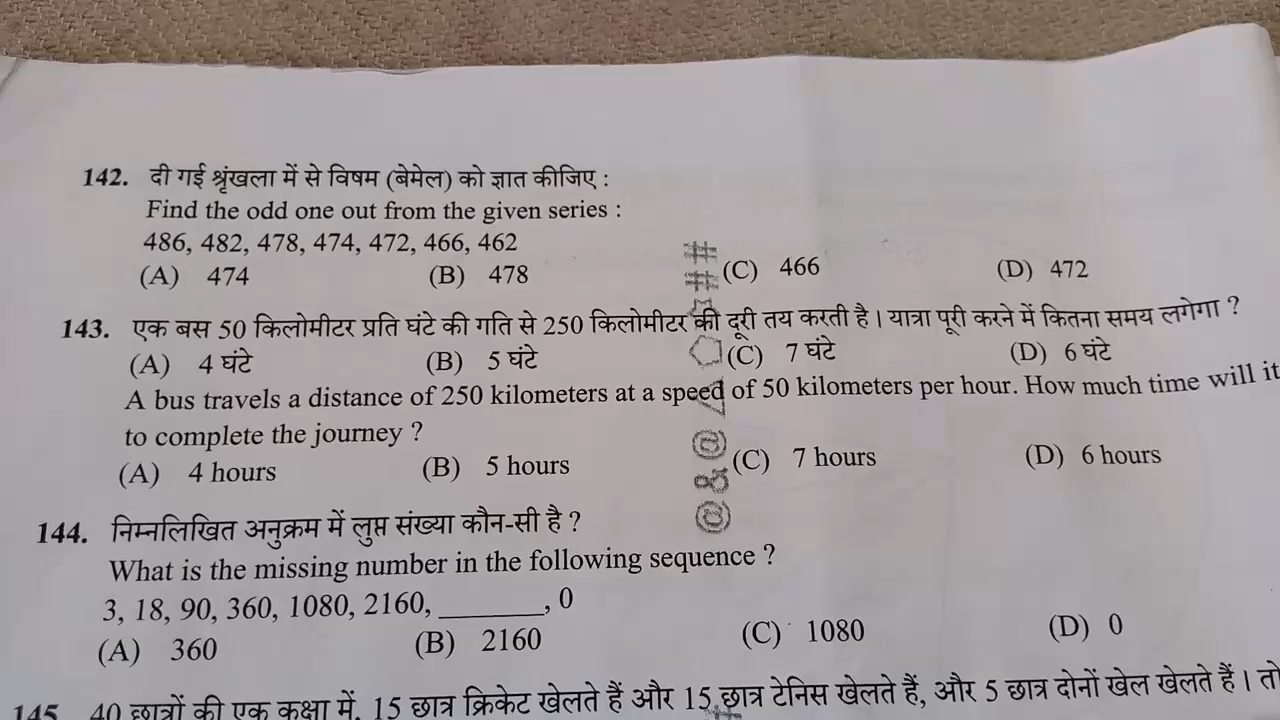 142. दी गई श्रृंखला में से विषम (बेमेल) को ज्ञात कीजिए :
Find the odd one out from the given series :
486, 482, 478, 474, 472, 466, 462
(A) 474 (B) 478 (C) 466 (D) 472
143. एक बस 50 किलोमीटर प्रति घंटे की गति से 250 किलोमीटर की दूरी तय करती है। यात्रा पूरी करने में कितना समय लगेगा ?
(A) 4 घंटे (B) 5 घंटे (C) 7 घंटे (D) 6 घंटे
A bus travels a distance of 250 kilometers at a speed of 50 kilometers per hour. How much time will it
to complete the journey ?
(A) 4 hours (B) 5 hours (C) 7 hours (D) 6 hours
144. निम्नलिखित अनुक्रम में लुप्त संख्या कौन-सी है ?
What is the missing number in the following sequence ?
3, 18, 90, 360, 1080, 2160, _______, 0
(A) 360 (B) 2160 (C) 1080 (D) 0
145. 40 छात्रों की एक कक्षा में, 15 छात्र क्रिकेट खेलते हैं और 15 छात्र टेनिस खेलते हैं, और 5 छात्र दोनों खेल खेलते हैं। तो